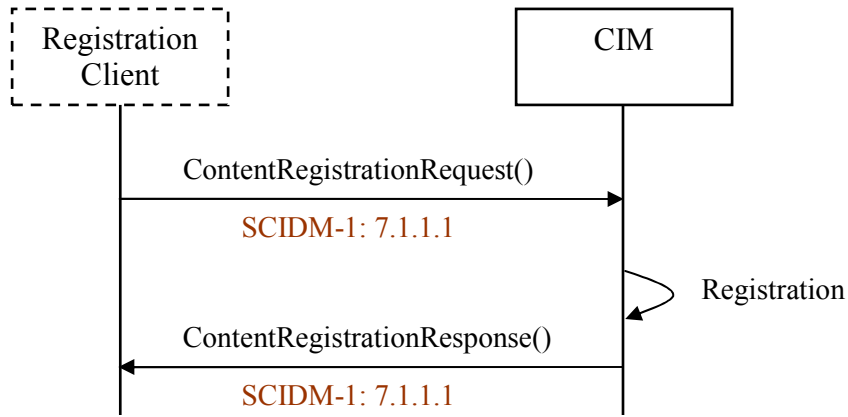 Registration
Client
CIM
ContentRegistrationRequest()
SCIDM-1: 7.1.1.1
Registration
ContentRegistrationResponse()
SCIDM-1: 7.1.1.1